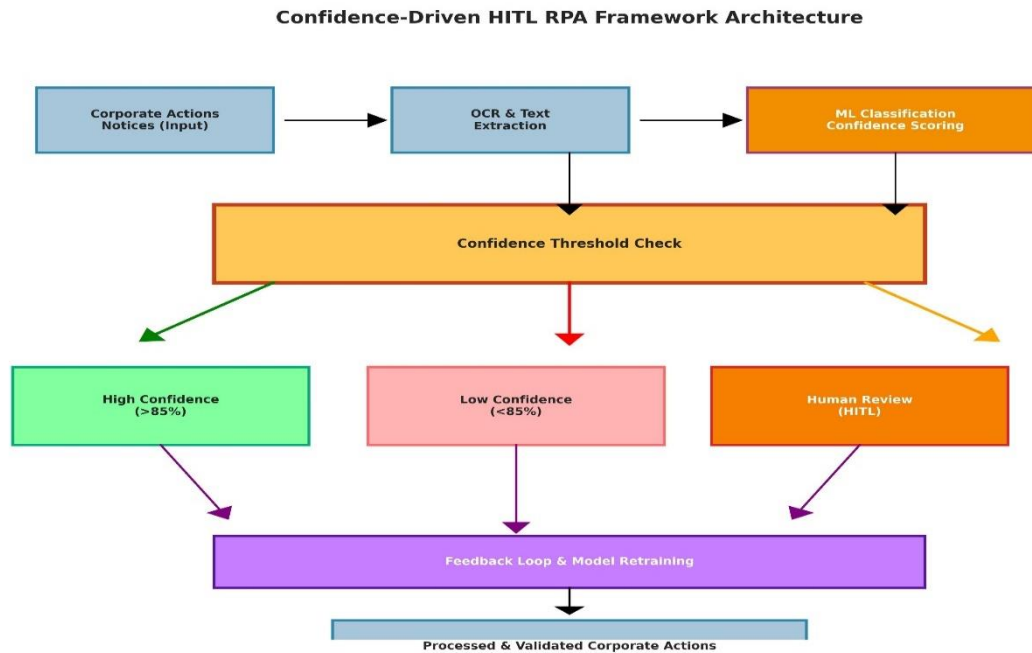 Confidence-Driven HITL RPA Framework Architecture
Corporate Actions
Notices (Input)
OCR & Text
Extraction
ML Classification
Confidence Scoring
Confidence Threshold Check
High Confidence
(>85%)
Low Confidence
(<85%)
Human Review
(HITL)
Feedback Loop & Model Retraining
Processed & Validated Corporate Actions